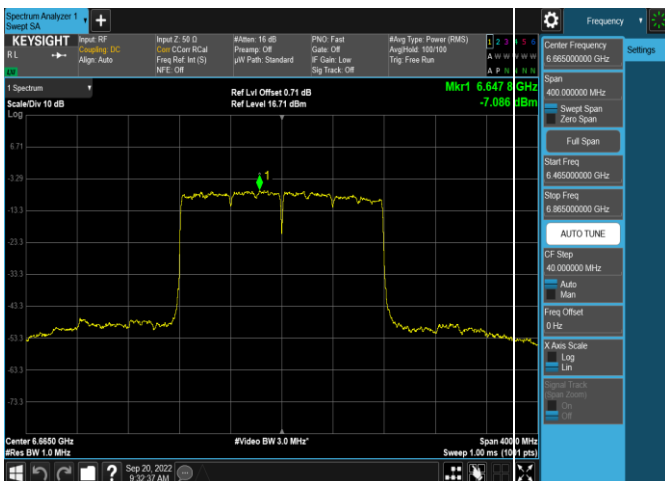 Spectrum Analyzer 1
Swept SA
Frequency
KEYSIGHT
R L
Input: RF
Coupling: DC
Align: Auto
Input Z: 50 Ω
Corr CCorr RCal
Freq Ref: Int (S)
NFE: Off
#Atten: 16 dB
Preamp: Off
µW Path: Standard
PNO: Fast
Gate: Off
IF Gain: Low
Sig Track: Off
#Avg Type: Power (RMS)
Avg|Hold: 100/100
Trig: Free Run
1 2 3 4 5 6
A W W W W W
A P N N N N
1 Spectrum
Scale/Div 10 dB
Log
Ref Lvl Offset 0.71 dB
Ref Level 16.71 dBm
Mkr1 6.647 8 GHz
-7.086 dBm
6.71
-3.29
-13.3
-23.3
-33.3
-43.3
-53.3
-63.3
-73.3
1
Center 6.6650 GHz
#Res BW 1.0 MHz
#Video BW 3.0 MHz*
Span 400.0 MHz
Sweep 1.00 ms (1001 pts)
Sep 20, 2022
9:32:37 AM
Center Frequency
6.665000000 GHz
Settings
Span
400.000000 MHz
Swept Span
Zero Span
Full Span
Start Freq
6.465000000 GHz
Stop Freq
6.865000000 GHz
AUTO TUNE
CF Step
40.000000 MHz
Auto
Man
Freq Offset
0 Hz
X Axis Scale
Log
Lin
Signal Track
(Span Zoom)
On
Off